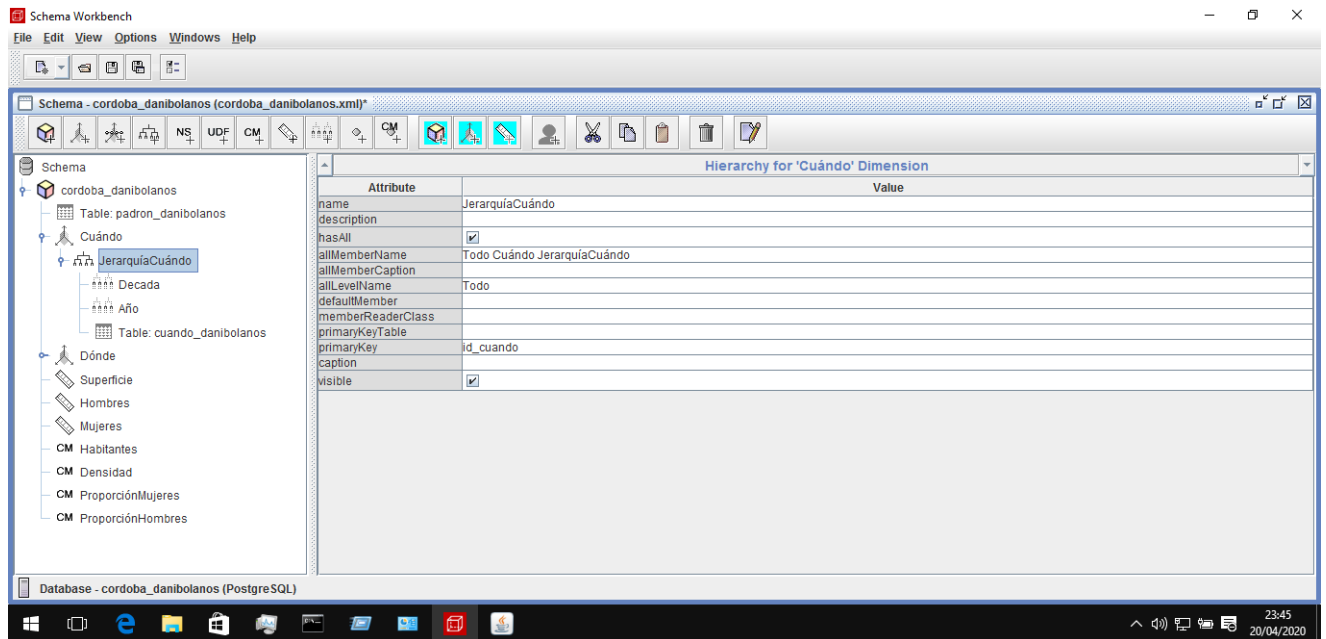 Schema Workbench
File Edit View Options Windows Help
Schema - cordoba_danibolanos (cordoba_danibolanos.xml)*
NS UDF CM CM
Schema
cordoba_danibolanos
Table: padron_danibolanos
Cuándo
JerarquíaCuándo
Decada
Año
Table: cuando_danibolanos
Dónde
Superficie
Hombres
Mujeres
CM Habitantes
CM Densidad
CM ProporciónMujeres
CM ProporciónHombres
Hierarchy for 'Cuándo' Dimension
Attribute Value
name JerarquíaCuándo
description
hasAll
allMemberName Todo Cuándo JerarquíaCuándo
allMemberCaption
allLevelName Todo
defaultMember
memberReaderClass
primaryKeyTable
primaryKey id_cuando
caption
visible
Database - cordoba_danibolanos (PostgreSQL)
23:45
20/04/2020